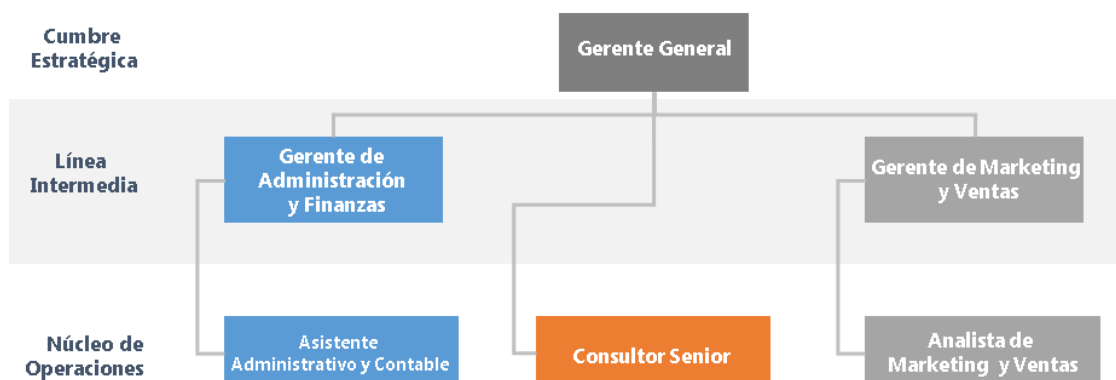 Cumbre
Estratégica
Gerente General
Línea
Intermedia
Gerente de
Administración
y Finanzas
Gerente de Marketing
y Ventas
Núcleo de
Operaciones
Asistente
Administrativo y Contable
Consultor Senior
Analista de
Marketing y Ventas